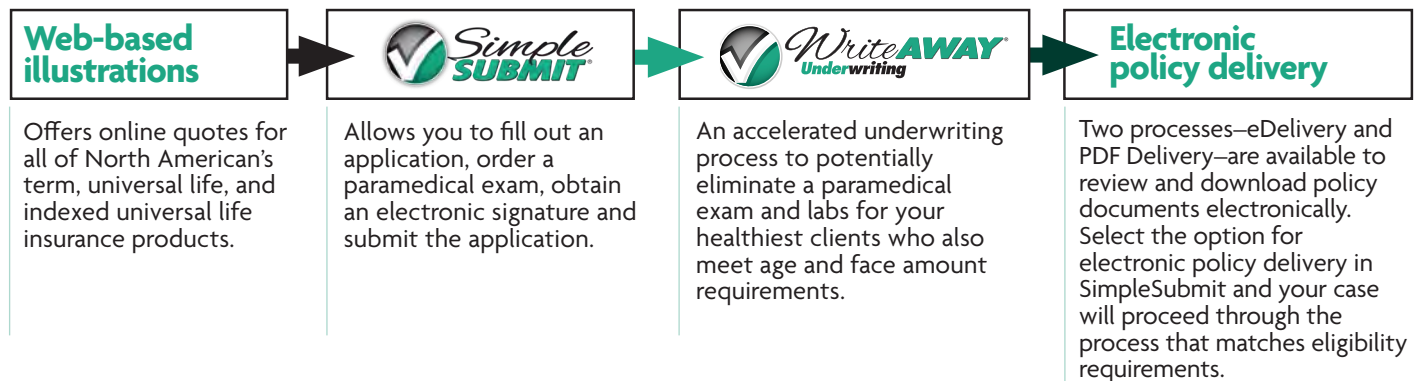 Web-based
illustrations
Offers online quotes for
all of North American’s
term, universal life, and
indexed universal life
insurance products.
Simple
SUBMIT®
Allows you to fill out an
application, order a
paramedical exam, obtain
an electronic signature and
submit the application.
WriteAWAY®
Underwriting
An accelerated underwriting
process to potentially
eliminate a paramedical
exam and labs for your
healthiest clients who also
meet age and face amount
requirements.
Electronic
policy delivery
Two processes–eDelivery and
PDF Delivery–are available to
review and download policy
documents electronically.
Select the option for
electronic policy delivery in
SimpleSubmit and your case
will proceed through the
process that matches eligibility
requirements.